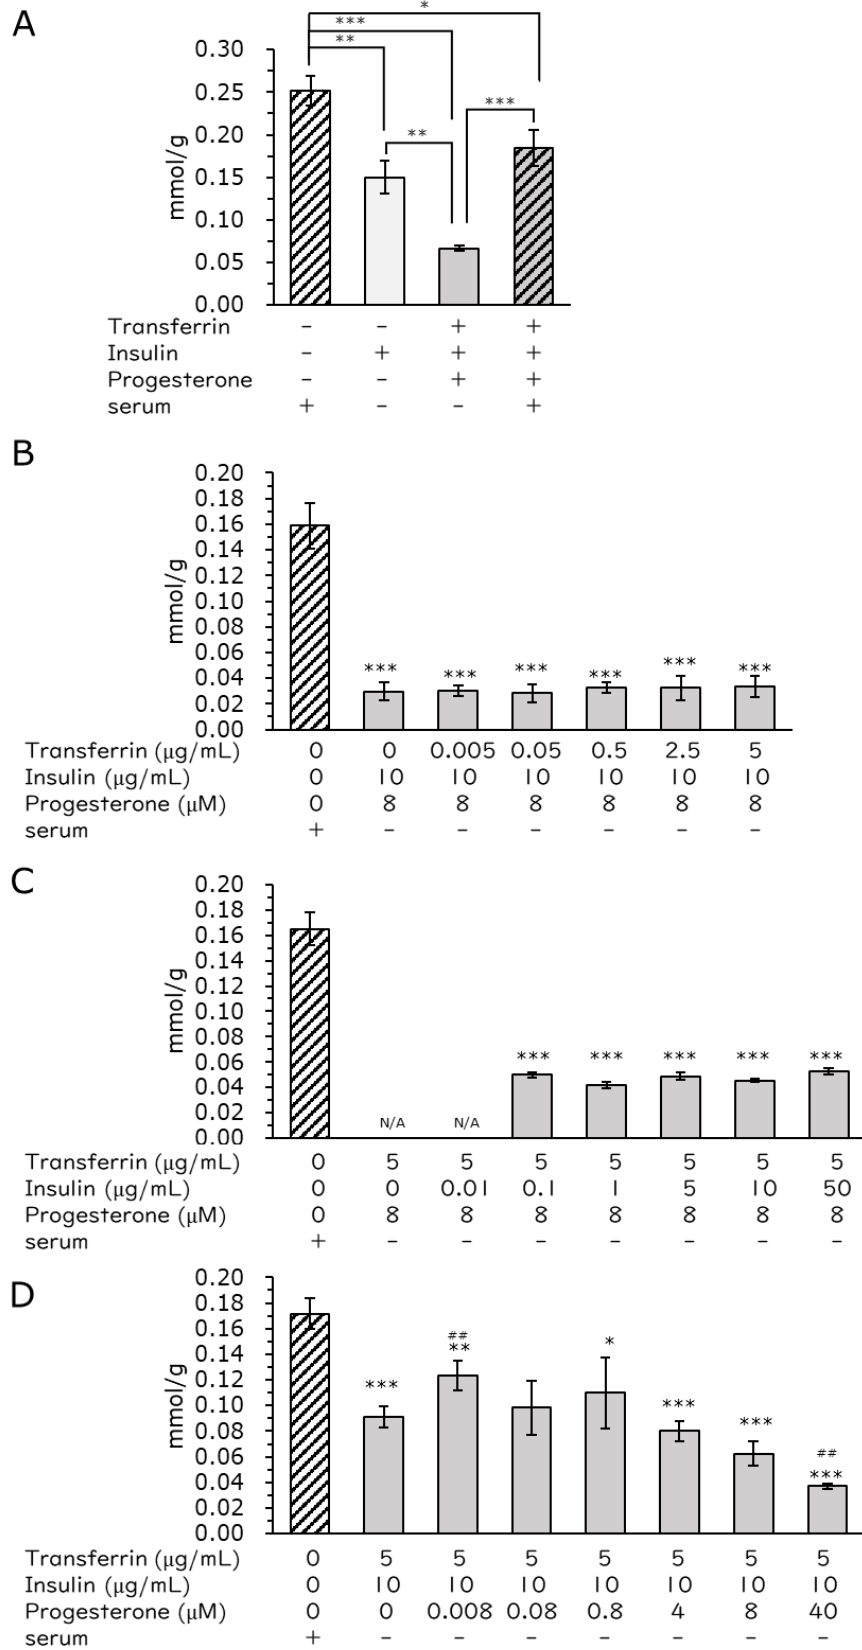 A
*
***
**
***
**
0.30
0.25
0.20
0.15
0.10
0.05
0.00
mmol/g
Transferrin – – + +
Insulin – + + +
Progesterone – – + +
serum + – – +
B
0.20
0.18
0.16
0.14
0.12
0.10
0.08
0.06
0.04
0.02
0.00
mmol/g
*** *** *** *** *** ***
Transferrin (μg/mL) 0 0 0.005 0.05 0.5 2.5 5
Insulin (μg/mL) 0 10 10 10 10 10 10
Progesterone (μM) 0 8 8 8 8 8 8
serum + – – – – – –
C
0.20
0.18
0.16
0.14
0.12
0.10
0.08
0.06
0.04
0.02
0.00
mmol/g
*** *** *** *** ***
N/A N/A
Transferrin (μg/mL) 0 5 5 5 5 5 5 5
Insulin (μg/mL) 0 0 0.01 0.1 1 5 10 50
Progesterone (μM) 0 8 8 8 8 8 8 8
serum + – – – – – – –
D
0.20
0.18
0.16
0.14
0.12
0.10
0.08
0.06
0.04
0.02
0.00
mmol/g
***
##
**
*
***
***
##
***
Transferrin (μg/mL) 0 5 5 5 5 5 5 5
Insulin (μg/mL) 0 10 10 10 10 10 10 10
Progesterone (μM) 0 0 0.008 0.08 0.8 4 8 40
serum + – – – – – – –